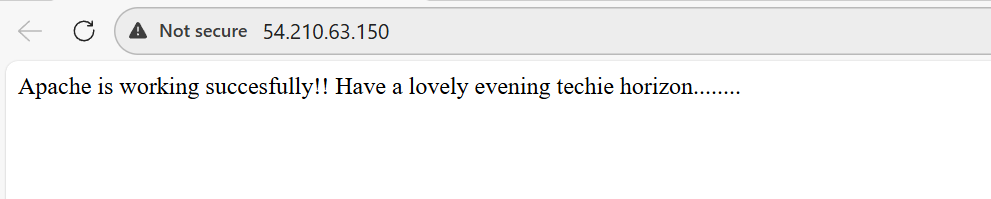 Not secure 54.210.63.150
Apache is working succesfully!! Have a lovely evening techie horizon........